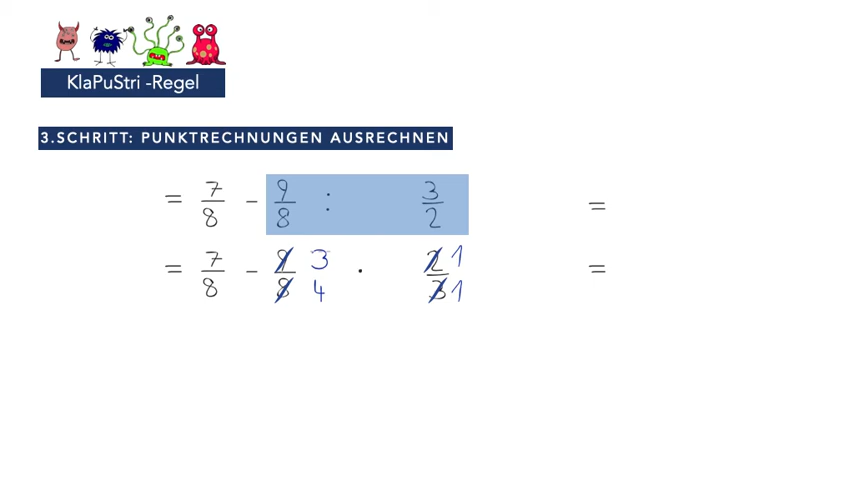 KlaPuStri -Regel
3.SCHRITT: PUNKTRECHNUNGEN AUSRECHNEN
= 7/8 - 9/8 : 3/2 =
= 7/8 - 9/8 3/4 · 2/3 1/1 =